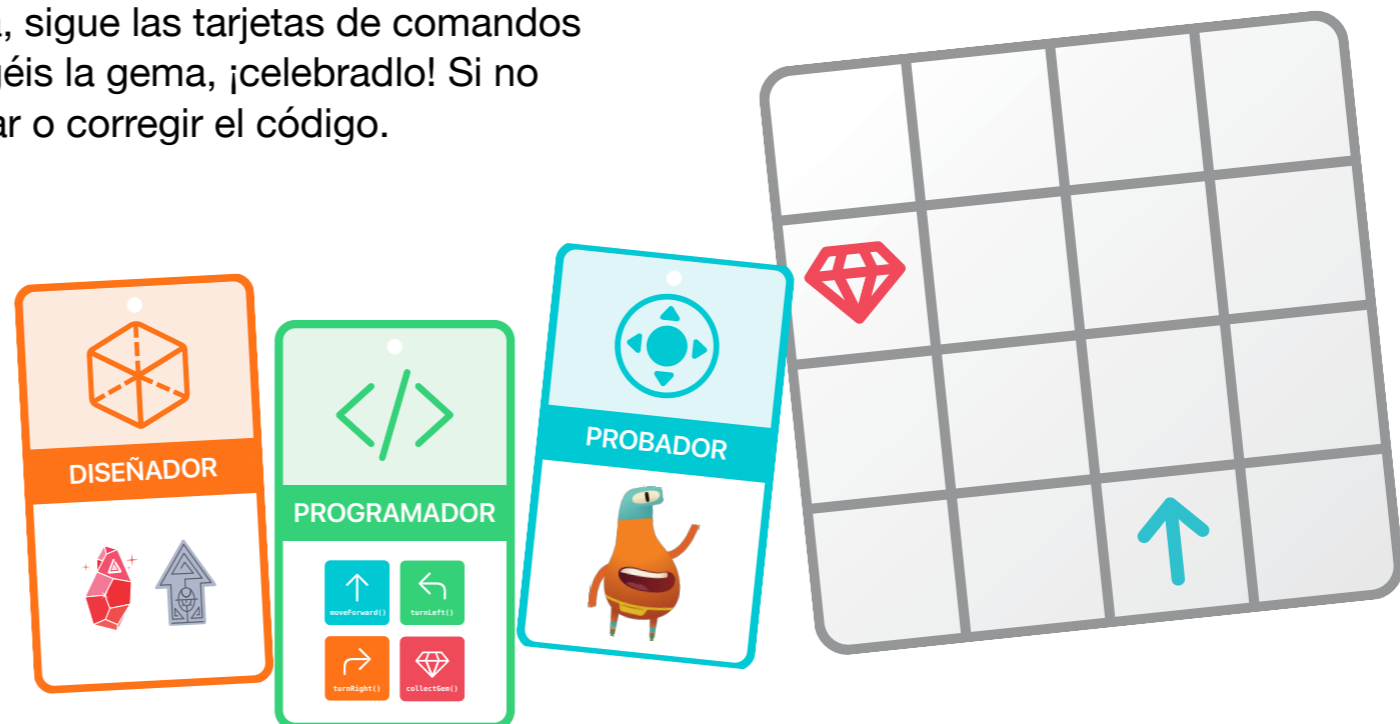 , sigue las tarjetas de comandos
géis la gema, ¡celebradlo! Si no
ar o corregir el código.
DISEÑADOR
PROGRAMADOR
moveForward()
turnLeft()
turnRight()
collectGem()
PROBADOR